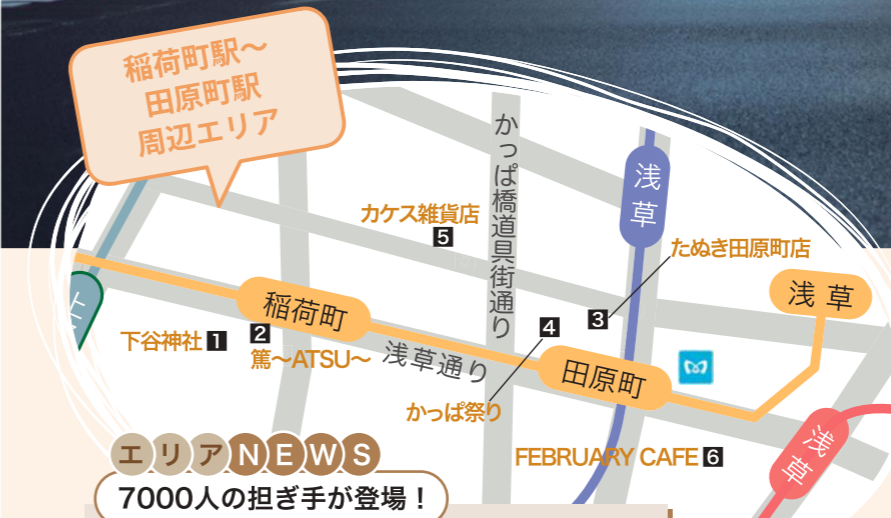 稲荷町駅〜
田原町駅
周辺エリア
かっぱ橋道具街通り
浅草
カケス雑貨店
5
たぬき田原町店
3
浅草
稲荷町
下谷神社 1
2
篤〜ATSU〜
浅草通り
4
かっぱ祭り
田原町
FEBRUARY CAFE 6
浅草
エリアNEWS
7000人の担ぎ手が登場！